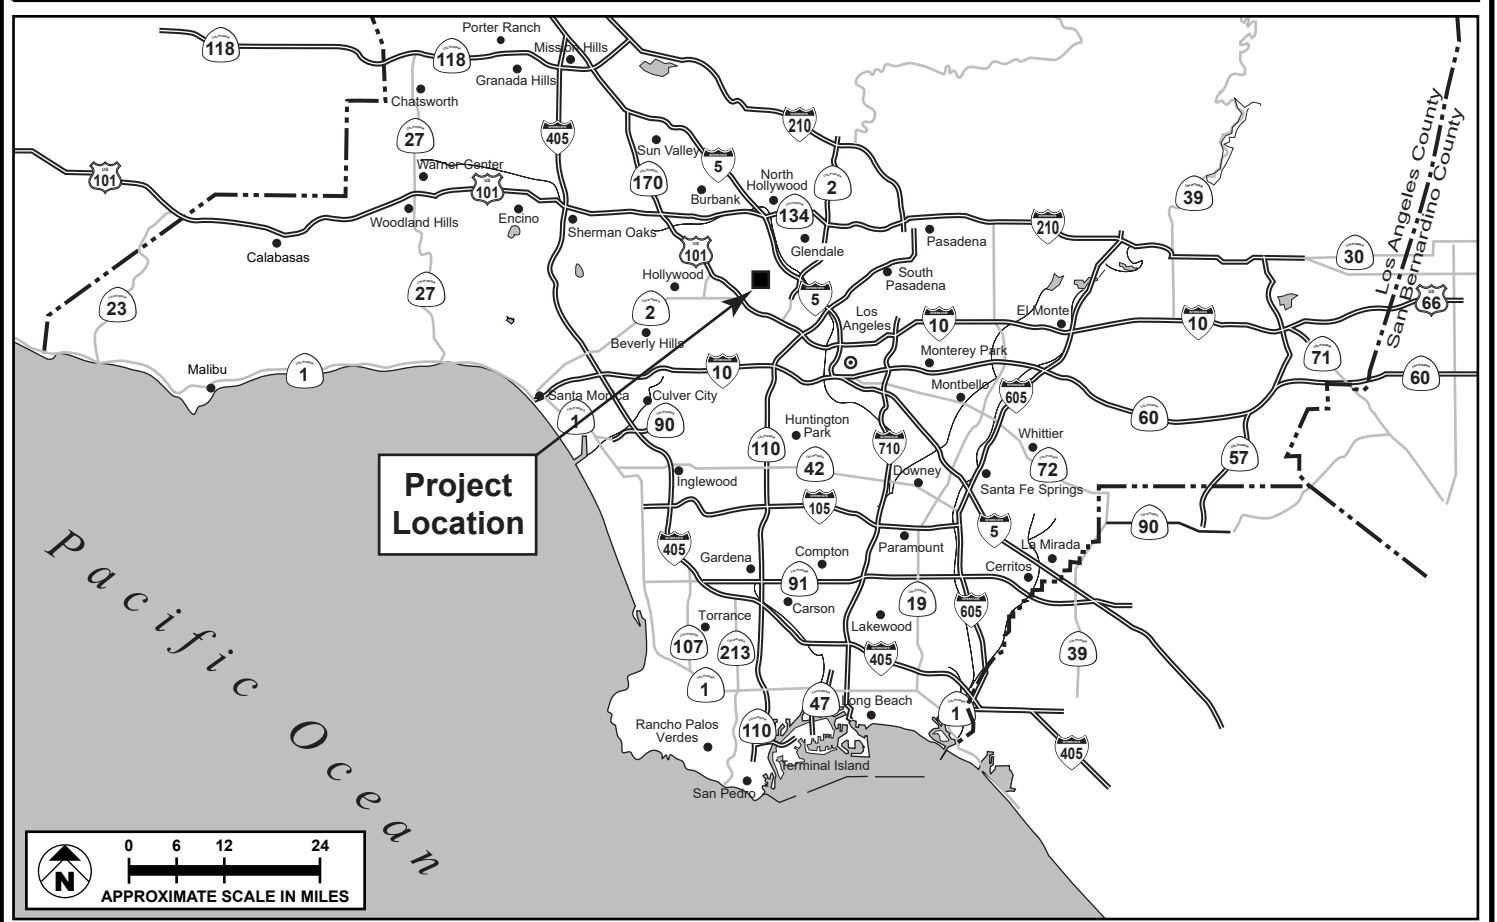 Porter Ranch
118
118
Mission Hills
Granada Hills
Chatsworth
210
27
405
Sun Valley
5
Los Angeles County
San Bernardino County
US
101
Warner Center
US
101
170
North
Hollywood
2
39
Burbank
134
Woodland Hills
Encino
Sherman Oaks
210
Pasadena
Calabasas
US
101
Glendale
30
Hollywood
South
Pasadena
23
27
2
5
US
66
Los
Angeles
10
El Monte
10
Beverly Hills
Monterey Park
71
Malibu
1
10
60
Montbello
605
Santa Monica
Culver City
1
90
Huntington
Park
60
110
710
Whittier
42
72
57
Inglewood
Downey
Santa Fe Springs
Project
Location
105
5
90
405
Gardena
Compton
Paramount
La Mirada
91
Cerritos
Carson
19
605
Torrance
Lakewood
107
213
405
39
1
47
Long Beach
1
Rancho Palos
Verdes
110
405
Terminal Island
San Pedro
Pacific Ocean
N
0 6 12 24
APPROXIMATE SCALE IN MILES